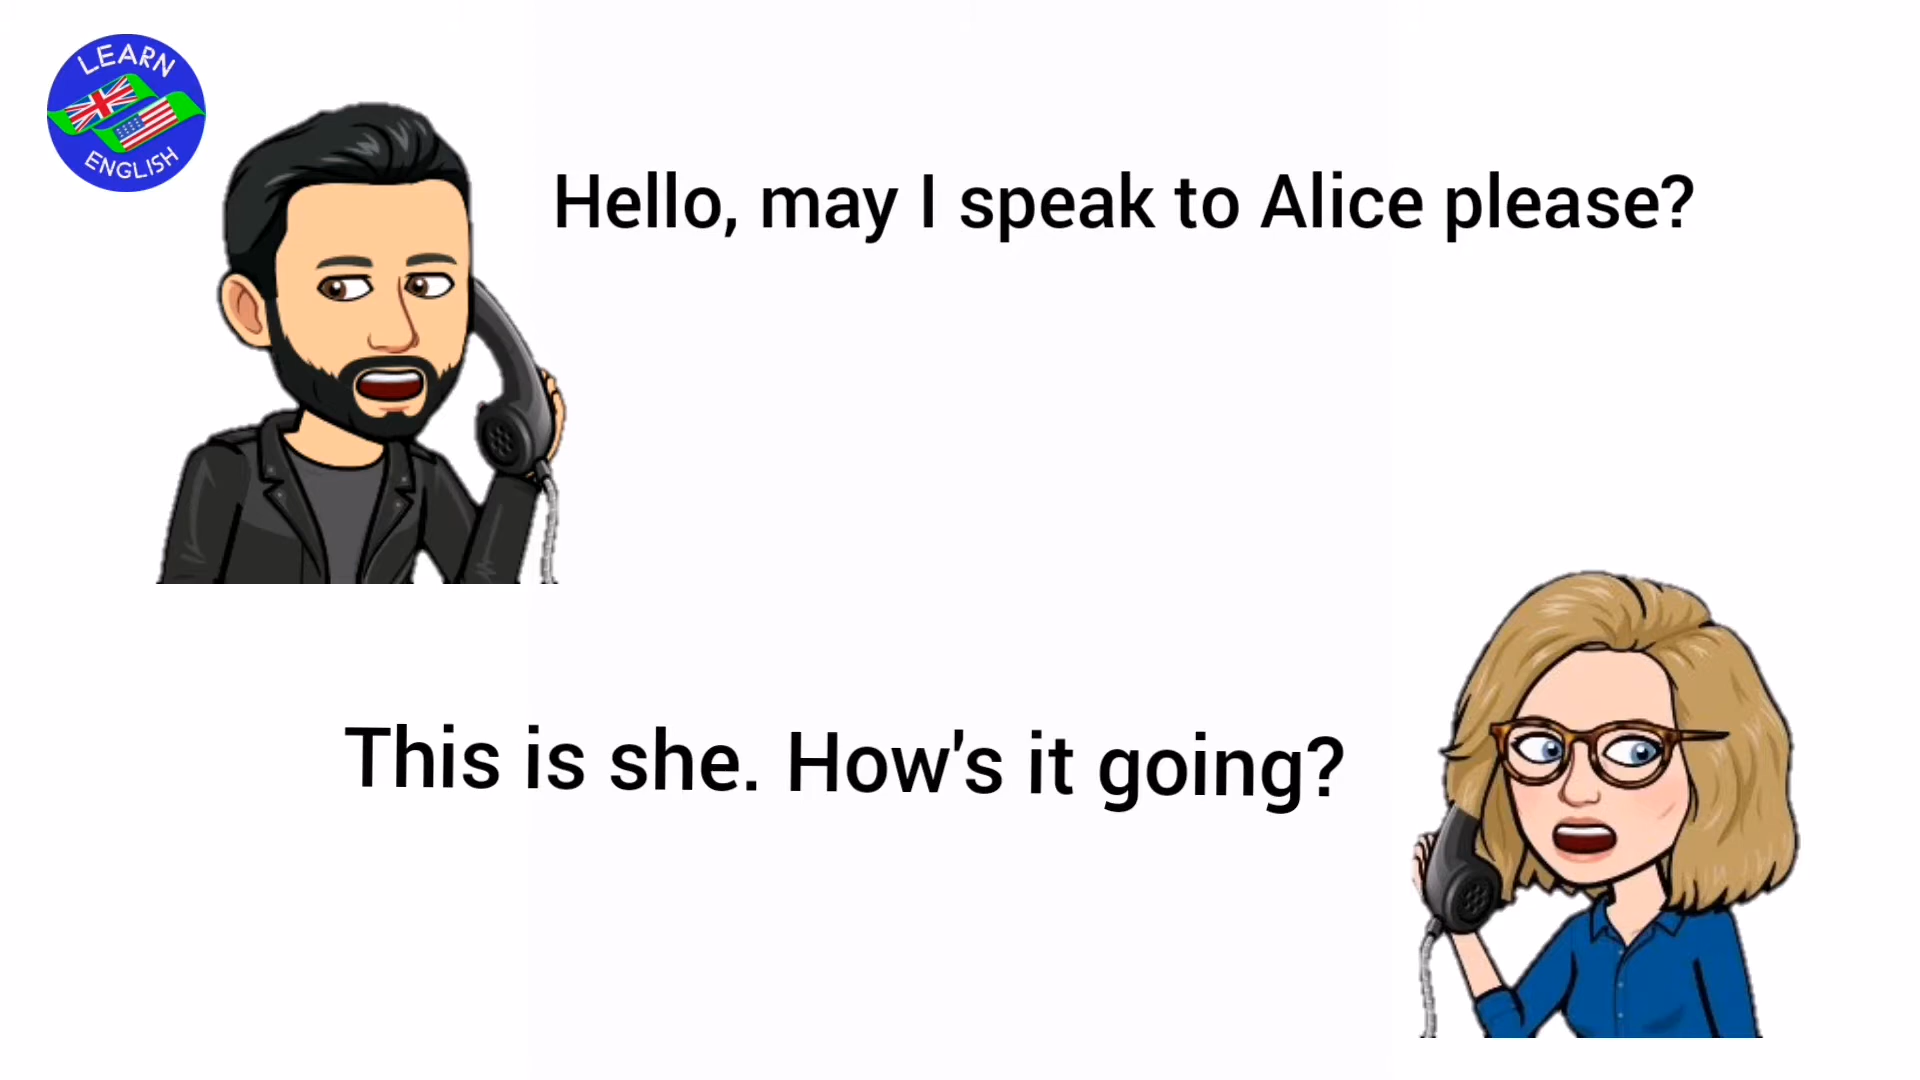 LEARN
ENGLISH
Hello, may I speak to Alice please?
This is she. How's it going?